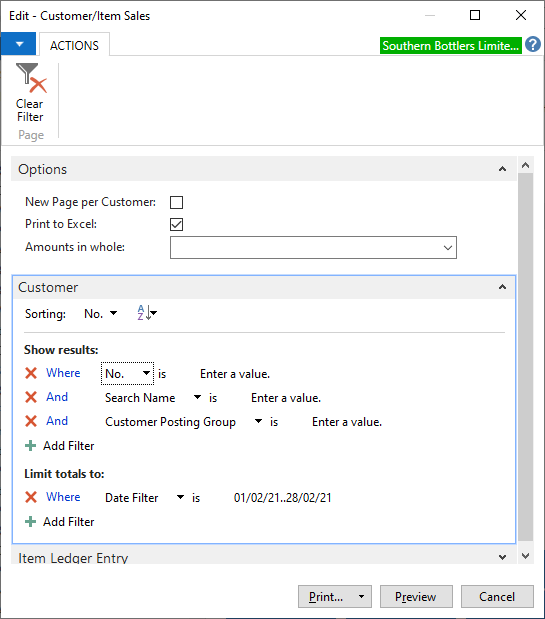 Edit - Customer/Item Sales
ACTIONS
Southern Bottlers Limite...
?
Clear
Filter
Page
Options
New Page per Customer:
Print to Excel:
Amounts in whole:
Customer
Sorting: No. A Z
Show results:
Where No. is Enter a value.
And Search Name is Enter a value.
And Customer Posting Group is Enter a value.
Add Filter
Limit totals to:
Where Date Filter is 01/02/21..28/02/21
Add Filter
Item Ledger Entry
Print... Preview Cancel